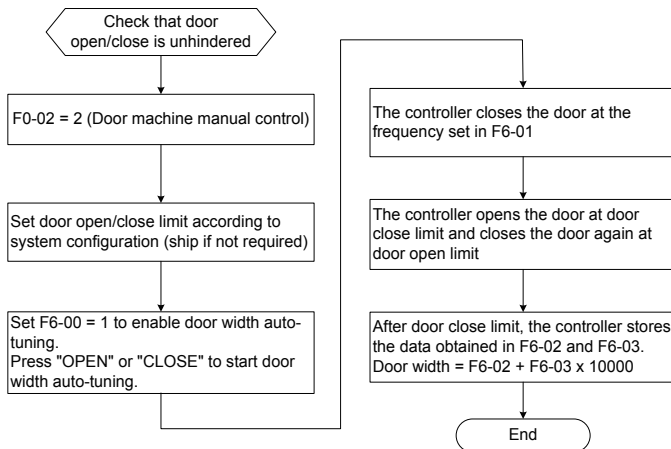 Check that door
open/close is unhindered
F0-02 = 2 (Door machine manual control)
Set door open/close limit according to
system configuration (ship if not required)
Set F6-00 = 1 to enable door width auto-
tuning.
Press "OPEN" or "CLOSE" to start door
width auto-tuning.
The controller closes the door at the
frequency set in F6-01
The controller opens the door at door
close limit and closes the door again at
door open limit
After door close limit, the controller stores
the data obtained in F6-02 and F6-03.
Door width = F6-02 + F6-03 x 10000
End